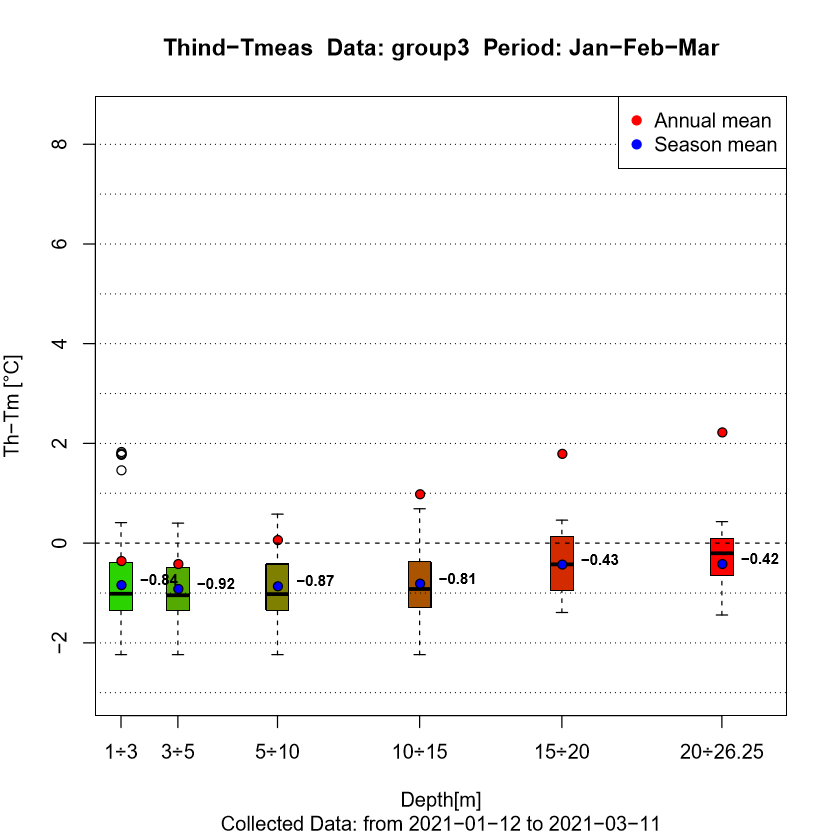 Thind−Tmeas  Data: group3  Period: Jan−Feb−Mar
Annual mean
Season mean
8
6
4
2
0
−2
Th−Tm [°C]
−0.84
−0.92
−0.87
−0.81
−0.43
−0.42
1÷3 3÷5 5÷10 10÷15 15÷20 20÷26.25
Depth[m]
Collected Data: from 2021−01−12 to 2021−03−11